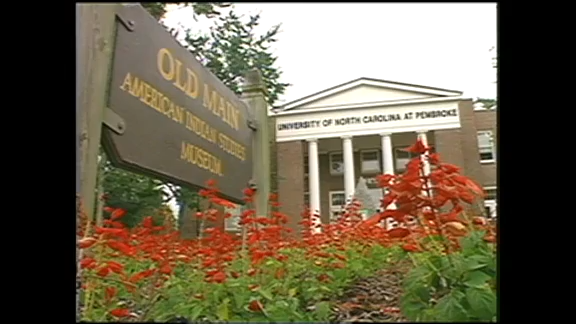 OLD MAIN
AMERICAN INDIAN STUDIES
MUSEUM
UNIVERSITY OF NORTH CAROLINA AT PEMBROKE